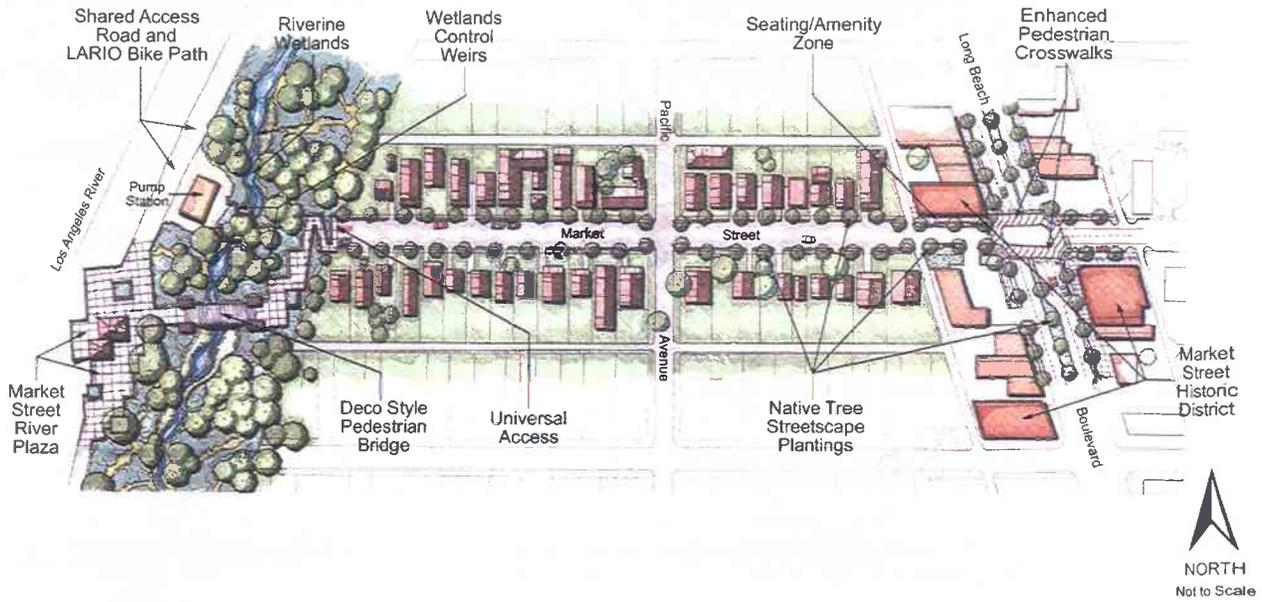 Shared Access
Road and
LARIO Bike Path
Riverine
Wetlands
Wetlands
Control
Weirs
Seating/Amenity
Zone
Enhanced
Pedestrian
Crosswalks
Long Beach
Pacific
Los Angeles River
Pump
Station
Market
Street
Avenue
Market
Street
River
Plaza
Deco Style
Pedestrian
Bridge
Universal
Access
Native Tree
Streetscape
Plantings
Boulevard
Market
Street
Historic
District
NORTH
Not to Scale